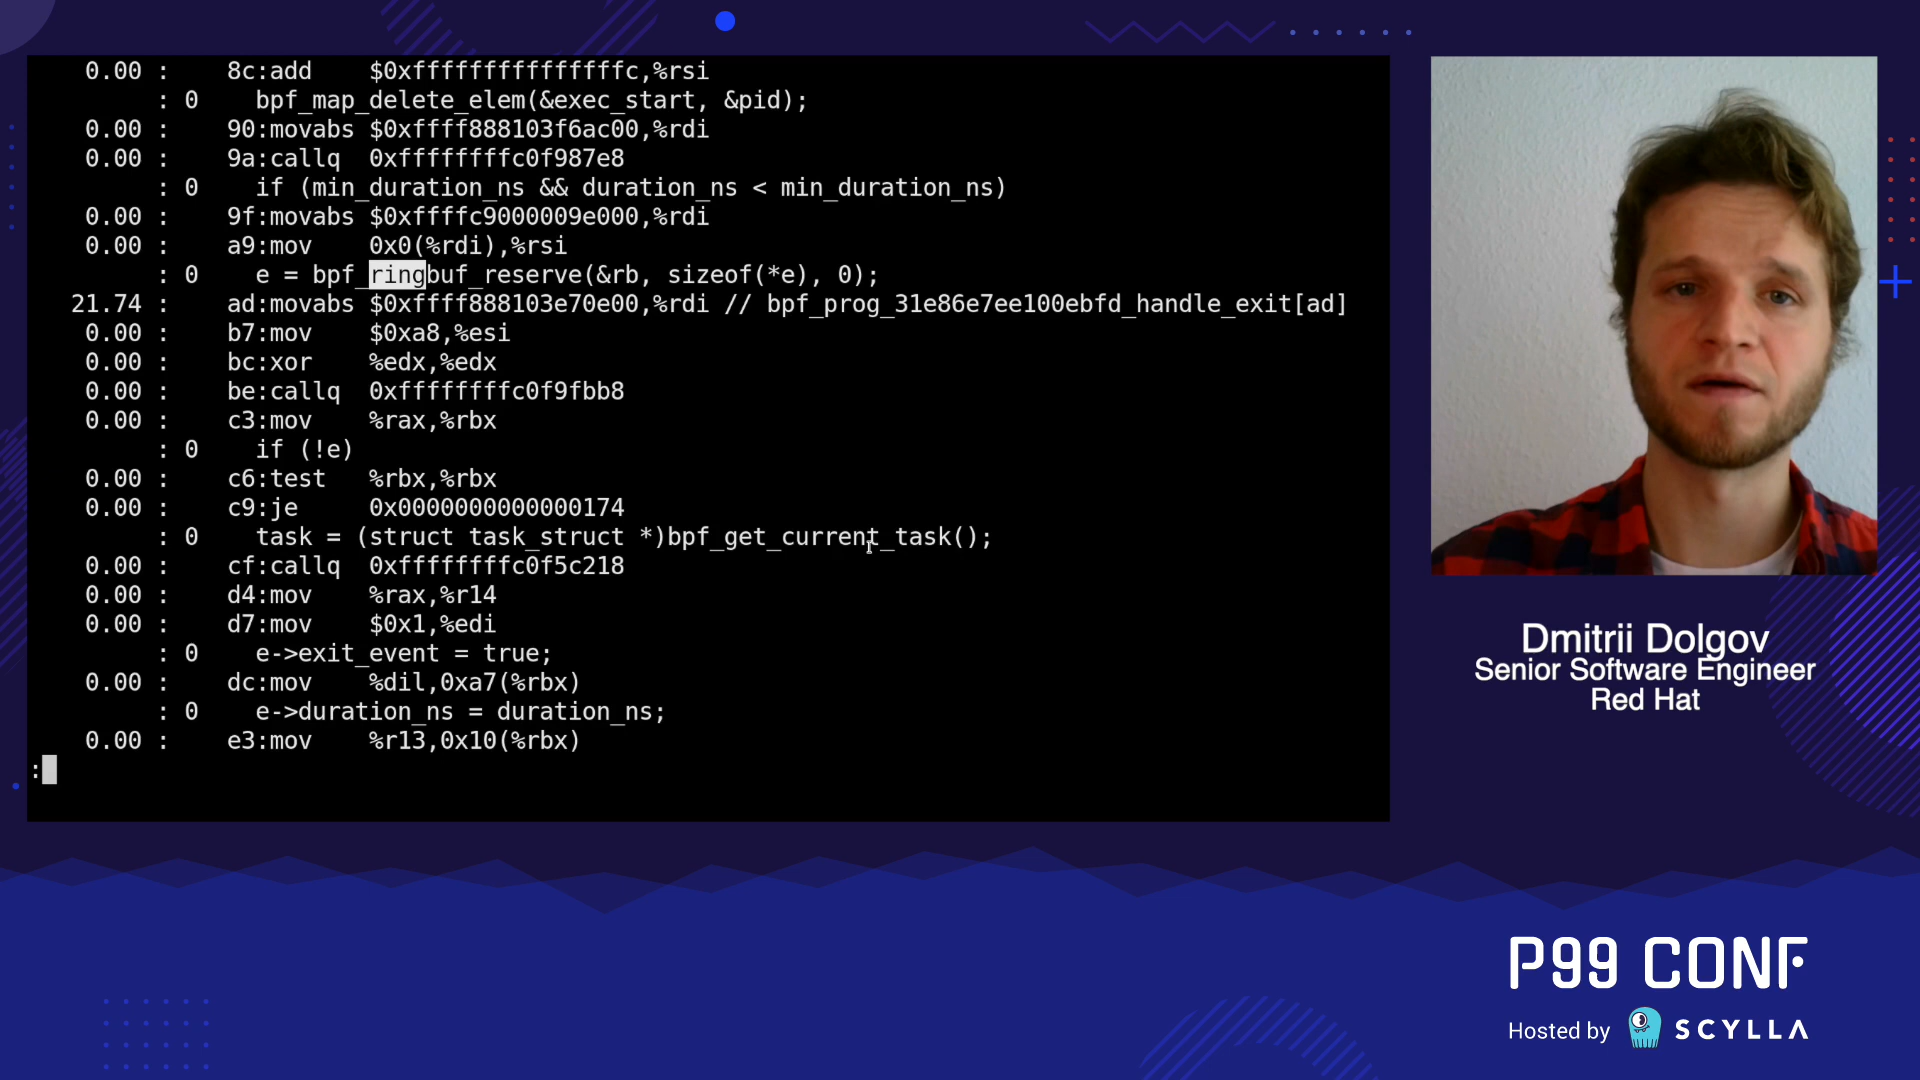 0.00 : 8c:add $0xfffffffffffffffc,%rsi
: 0 bpf_map_delete_elem(&exec_start, &pid);
0.00 : 90:movabs $0xffff888103f6ac00,%rdi
0.00 : 9a:callq 0xffffffffc0f987e8
: 0 if (min_duration_ns && duration_ns < min_duration_ns)
0.00 : 9f:movabs $0xffffc9000009e000,%rdi
0.00 : a9:mov 0x0(%rdi),%rsi
: 0 e = bpf_ringbuf_reserve(&rb, sizeof(*e), 0);
21.74 : ad:movabs $0xffff888103e70e00,%rdi // bpf_prog_31e86e7ee100ebfd_handle_exit[ad]
0.00 : b7:mov $0xa8,%esi
0.00 : bc:xor %edx,%edx
0.00 : be:callq 0xffffffffc0f9fbb8
0.00 : c3:mov %rax,%rbx
: 0 if (!e)
0.00 : c6:test %rbx,%rbx
0.00 : c9:je 0x0000000000000174
: 0 task = (struct task_struct *)bpf_get_current_task();
0.00 : cf:callq 0xffffffffc0f5c218
0.00 : d4:mov %rax,%r14
0.00 : d7:mov $0x1,%edi
: 0 e->exit_event = true;
0.00 : dc:mov %dil,0xa7(%rbx)
: 0 e->duration_ns = duration_ns;
0.00 : e3:mov %r13,0x10(%rbx)
:
Dmitrii Dolgov
Senior Software Engineer
Red Hat
P99 CONF
Hosted by SCYLLA